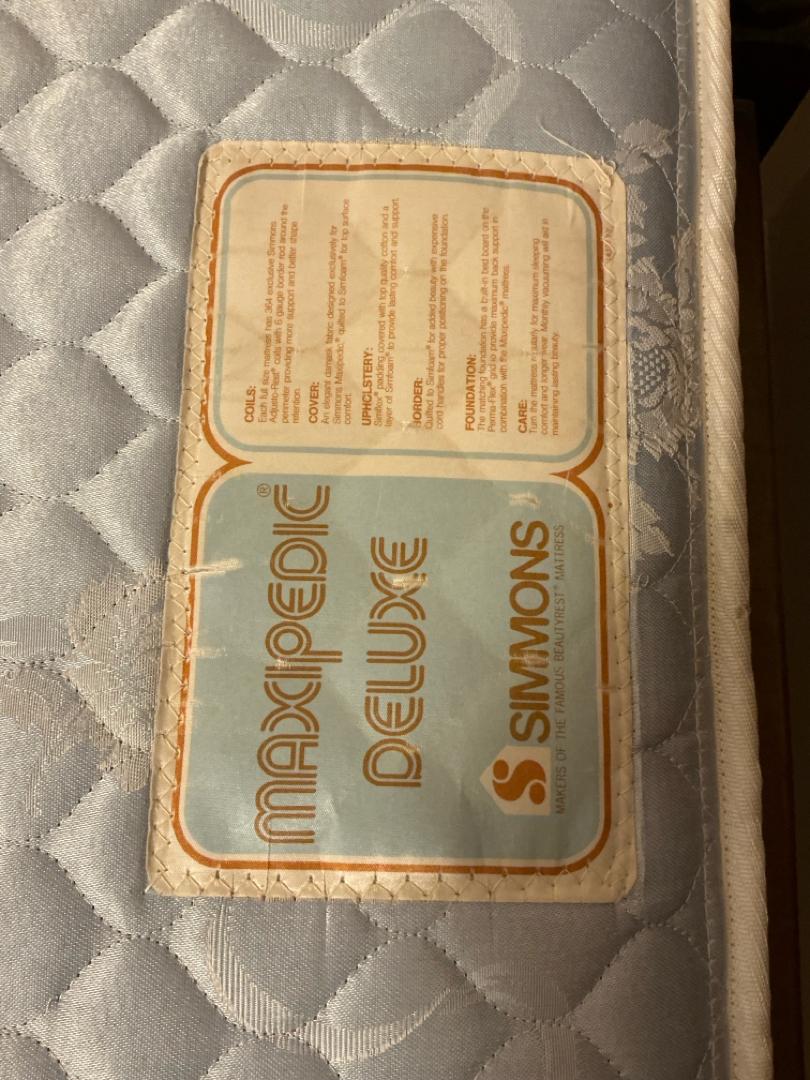 MAXIPEDIC®
DELUXE
SIMMONS
MAKERS OF THE FAMOUS BEAUTYREST® MATTRESS
COILS:
Each full size mattress has 364 exclusive Simmons
Adjusto-Rest® coils with 6 gauge border rod around the
perimeter providing more support and better shape
retention.
COVER:
An elegant damask fabric designed exclusively for
Simmons Maxipedic,® quilted to Simfoam® for top surface
comfort.
UPHOLSTERY:
Simflex® padding covered with top quality cotton and a
layer of Simfoam® to provide lasting comfort and support.
BORDER:
Quilted to Simfoam® for added beauty with expensive
cord handles for proper positioning on the foundation.
FOUNDATION:
The matching foundation has a built-in bed board on the
Perma-Flex® grid to provide maximum back support in
combination with the Maxipedic® mattress.
CARE:
Turn the mattress regularly for maximum sleeping
comfort and longer wear. Monthly vacuuming will aid in
maintaining lasting beauty.